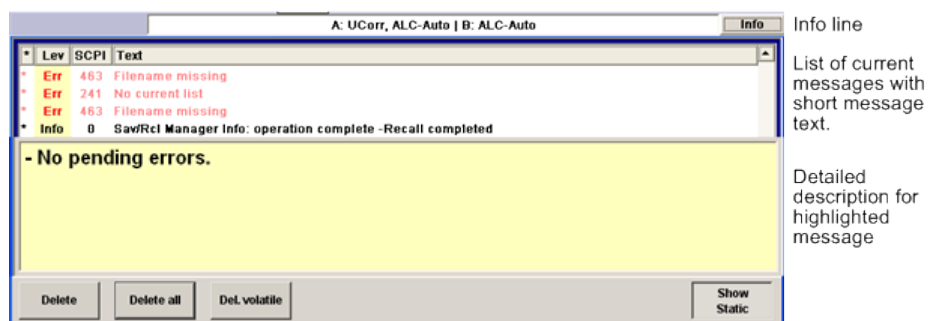 A: UCorr, ALC-Auto | B: ALC-Auto
Info
Info line
* Lev SCPI Text
* Err 463 Filename missing
* Err 241 No current list
* Err 463 Filename missing
* Info 0 Sav/Rcl Manager Info: operation complete -Recall completed
List of current
messages with
short message
text.
- No pending errors.
Detailed
description for
highlighted
message
Delete
Delete all
Del. volatile
Show
Static